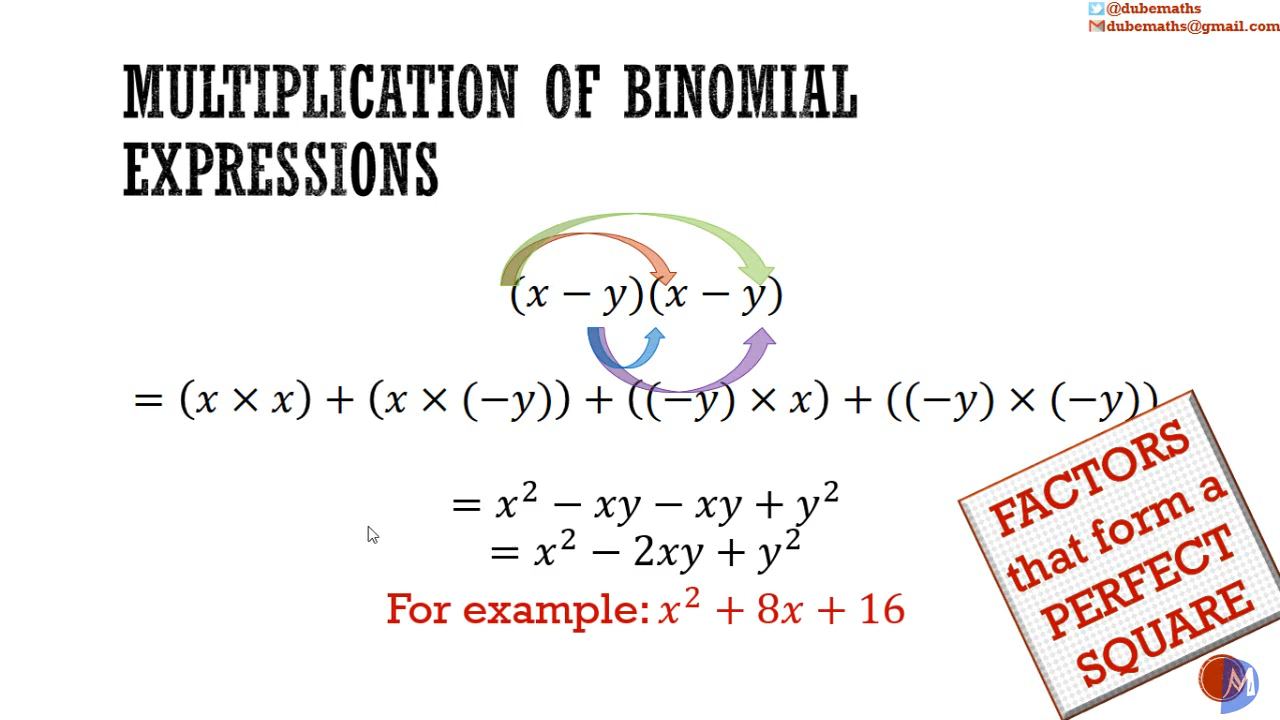 @dubemaths
dubemaths@gmail.com
MULTIPLICATION OF BINOMIAL
EXPRESSIONS
(x − y)(x − y)
= (x × x) + (x × (−y)) + ((−y) × x) + ((−y) × (−y))
= x² − xy − xy + y²
= x² − 2xy + y²
For example: x² + 8x + 16
FACTORS
that form a
PERFECT
SQUARE